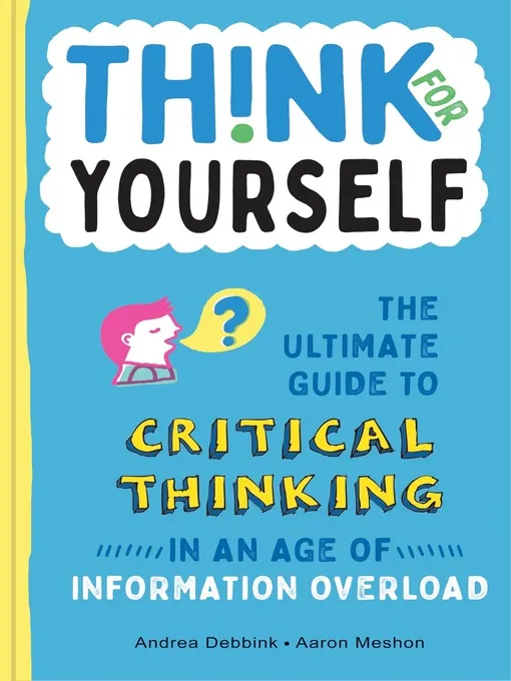 TH!NK FOR
YOURSELF
?
THE
ULTIMATE
GUIDE TO
CRITICAL
THINKING
IN AN AGE OF
INFORMATION OVERLOAD
Andrea Debbink • Aaron Meshon